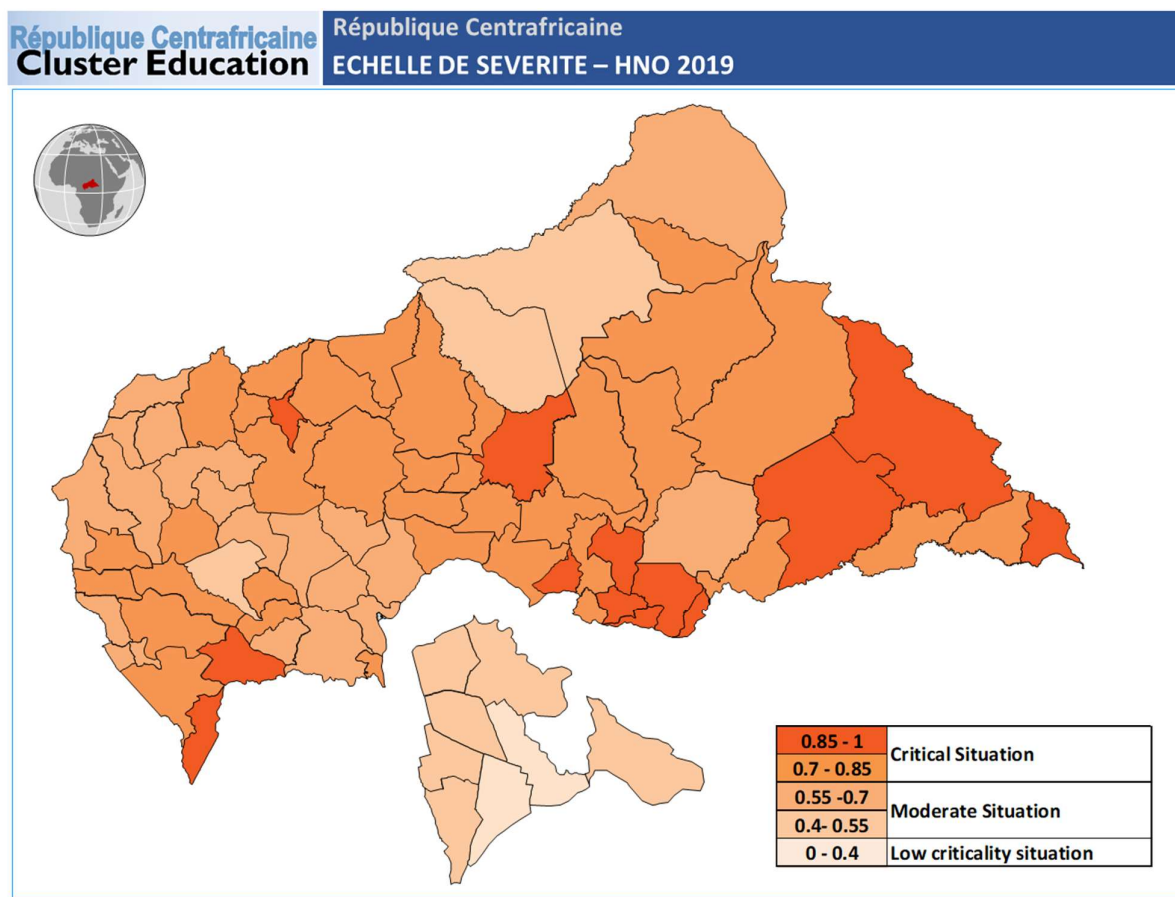 République Centrafricaine
Cluster Education
République Centrafricaine
ECHELLE DE SEVERITE – HNO 2019
0.85 - 1
Critical Situation
0.7 - 0.85
0.55 -0.7
Moderate Situation
0.4- 0.55
0 - 0.4 Low criticality situation